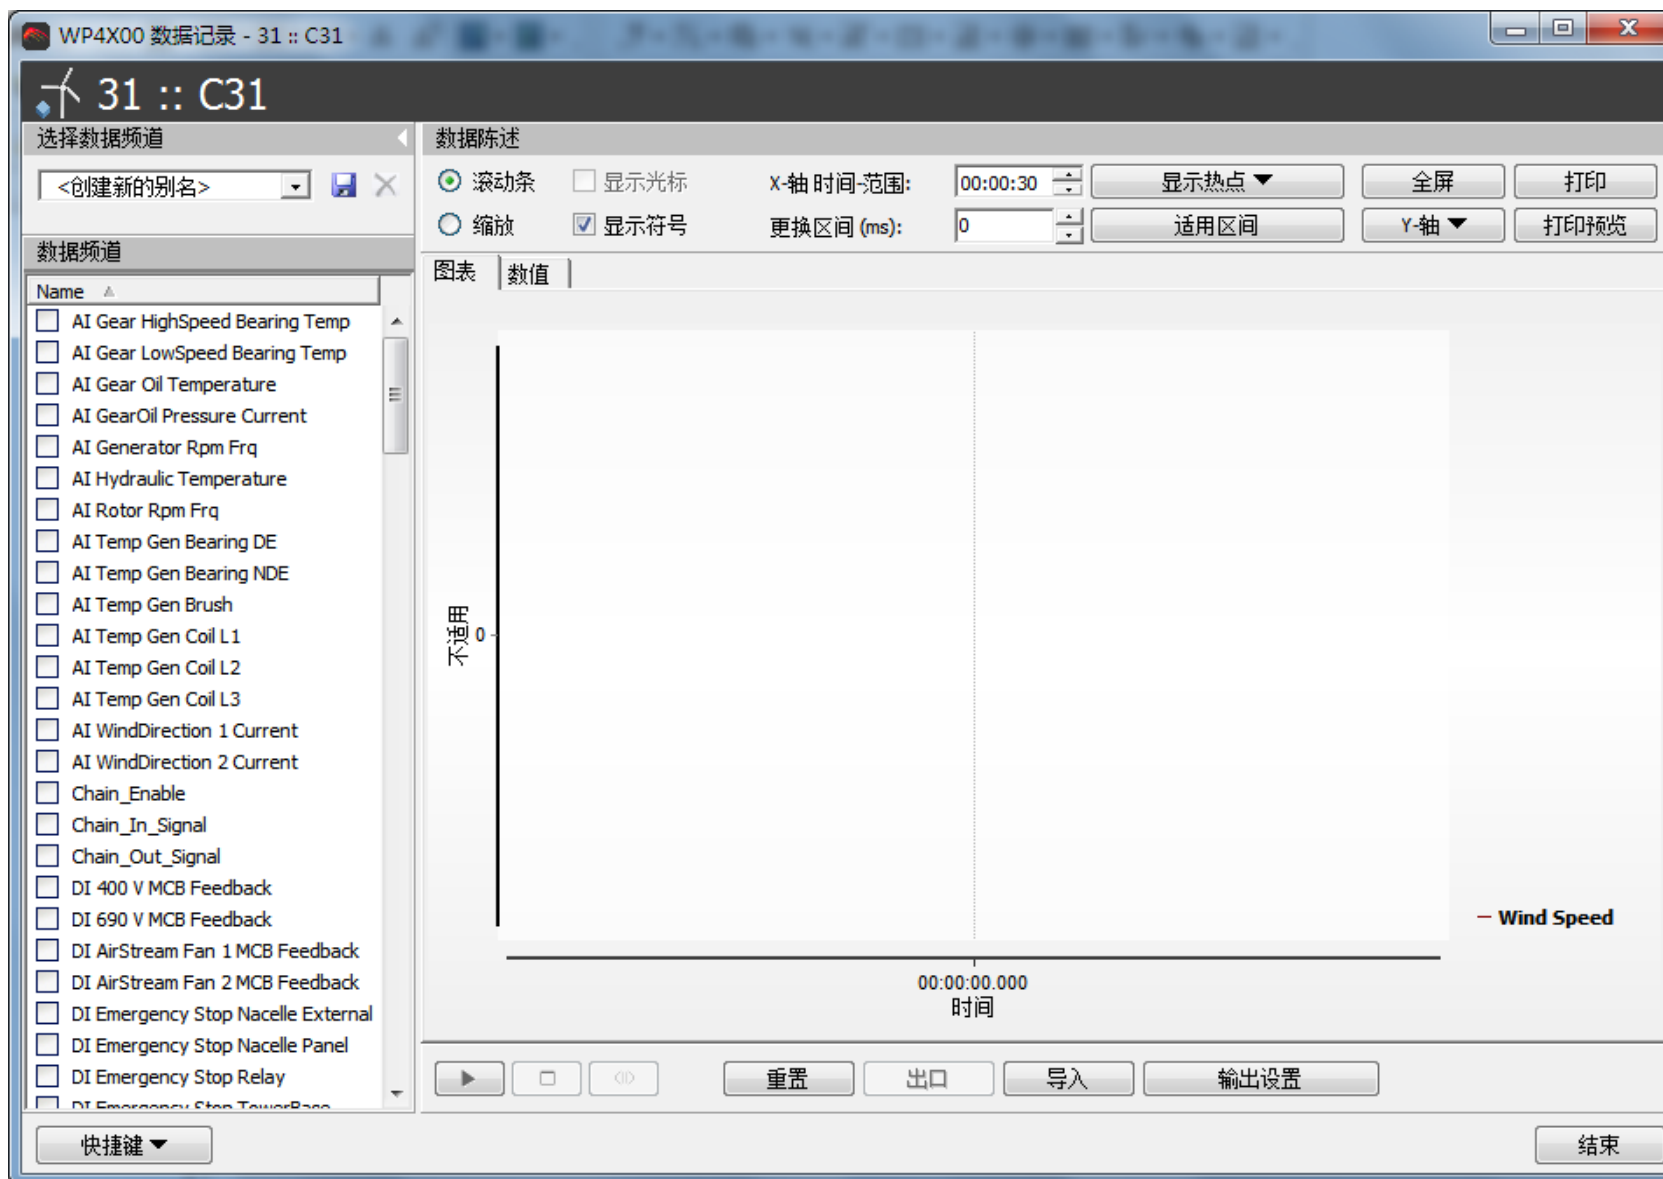 WP4X00 数据记录 - 31 :: C31
31 :: C31
选择数据频道
<创建新的别名>
数据频道
Name
AI Gear HighSpeed Bearing Temp
AI Gear LowSpeed Bearing Temp
AI Gear Oil Temperature
AI GearOil Pressure Current
AI Generator Rpm Frq
AI Hydraulic Temperature
AI Rotor Rpm Frq
AI Temp Gen Bearing DE
AI Temp Gen Bearing NDE
AI Temp Gen Brush
AI Temp Gen Coil L1
AI Temp Gen Coil L2
AI Temp Gen Coil L3
AI WindDirection 1 Current
AI WindDirection 2 Current
Chain_Enable
Chain_In_Signal
Chain_Out_Signal
DI 400 V MCB Feedback
DI 690 V MCB Feedback
DI AirStream Fan 1 MCB Feedback
DI AirStream Fan 2 MCB Feedback
DI Emergency Stop Nacelle External
DI Emergency Stop Nacelle Panel
DI Emergency Stop Relay
DI Emergency Stop TowerBase
数据陈述
滚动条 显示光标 X-轴 时间-范围: 00:00:30 显示热点 全屏 打印
缩放 显示符号 更换区间 (ms): 0 适用区间 Y-轴 打印预览
图表 数值
不适用
0
Wind Speed
00:00:00.000
时间
重置 出口 导入 输出设置
快捷键 结束